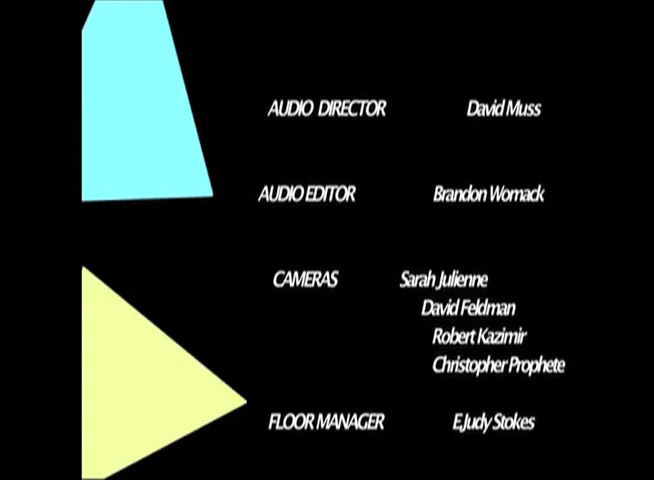 AUDIO DIRECTOR David Muss
AUDIO EDITOR Brandon Womack
CAMERAS Sarah Julienne
David Feldman
Robert Kazimir
Christopher Prophete
FLOOR MANAGER E.Judy Stokes